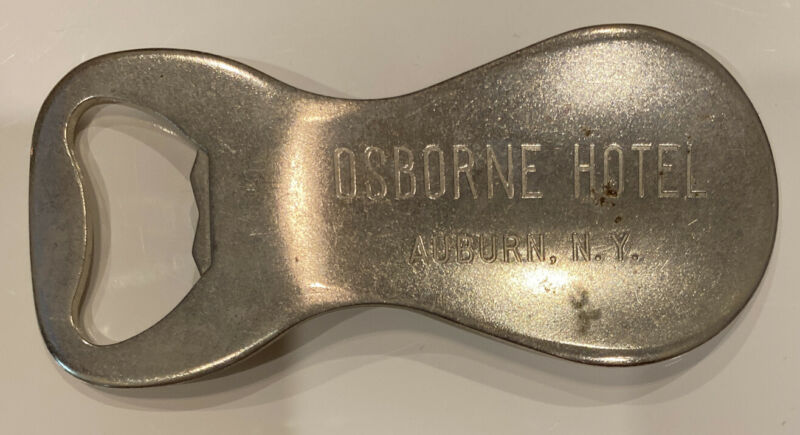 OSBORNE HOTEL
AUBURN, N.Y.